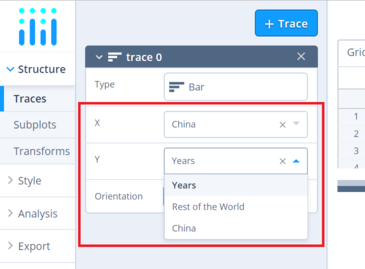 + Trace
Structure
trace 0
Grid
Type
Bar
Traces
Subplots
X
China
1
2
Transforms
Y
Years
3
4
Style
Years
Orientation
Rest of the World
Analysis
China
Export